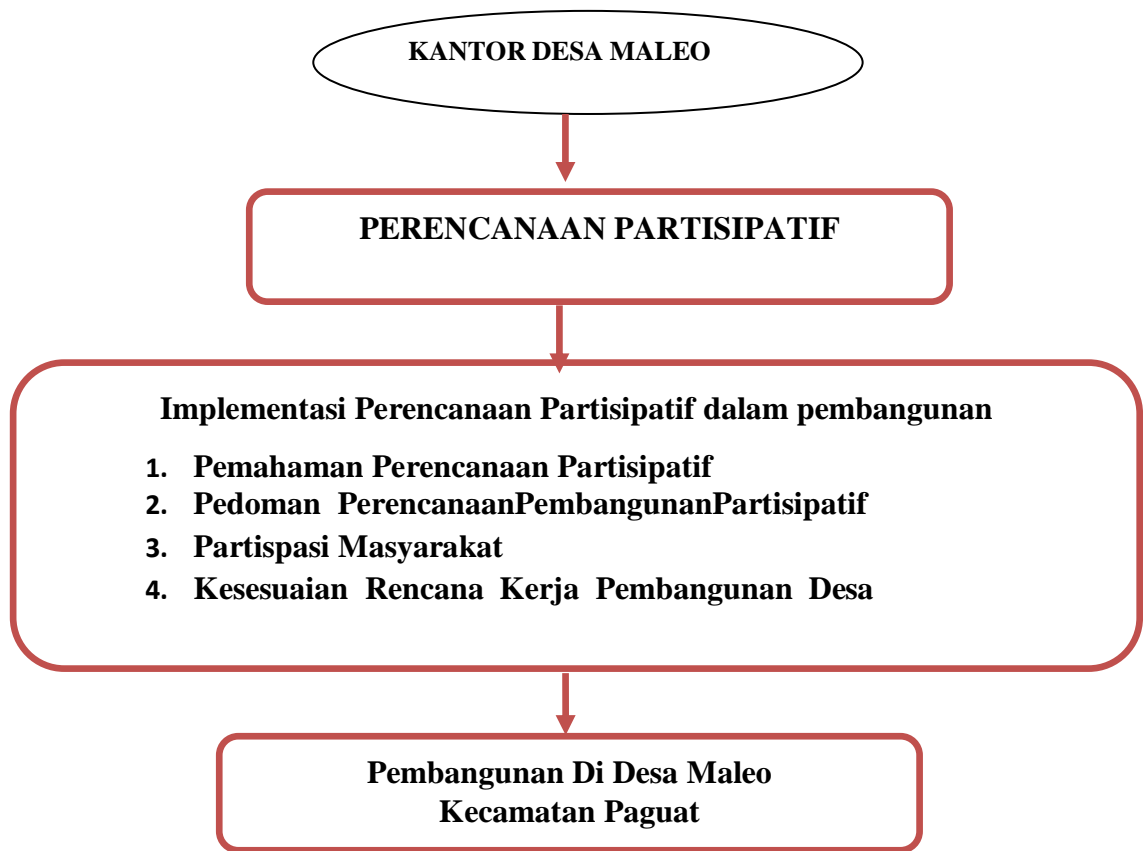 KANTOR DESA MALEO
PERENCANAAN PARTISIPATIF
Implementasi Perencanaan Partisipatif dalam pembangunan
1. Pemahaman Perencanaan Partisipatif
2. Pedoman PerencanaanPembangunanPartisipatif
3. Partispasi Masyarakat
4. Kesesuaian Rencana Kerja Pembangunan Desa
Pembangunan Di Desa Maleo
Kecamatan Paguat